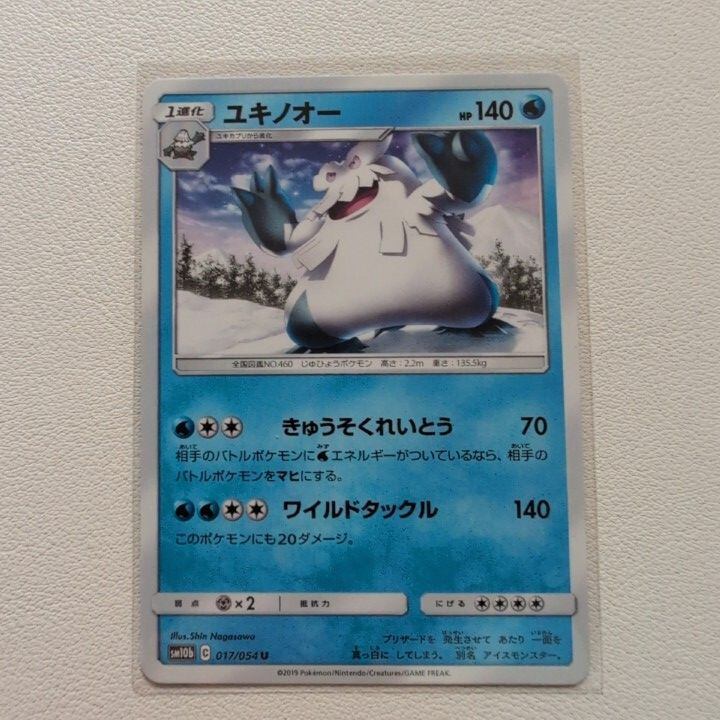 1進化 ユキノオー HP 140
ユキカブリから進化
全国図鑑NO.460 じゅひょうポケモン 高さ:2.2m 重さ:135.5kg
きゅうそくれいとう 70
相手のバトルポケモンに水エネルギーがついているなら、相手の
バトルポケモンをマヒにする。
ワイルドタックル 140
このポケモンにも20ダメージ。
弱点 ×2 抵抗力 にげる
Illus.Shin Nagasawa
SM10b C 017/054 U
ブリザードを 発生させて あたり 一面を
真っ白に してしまう。 別名 アイスモンスター。
©2019 Pokémon/Nintendo/Creatures/GAME FREAK.